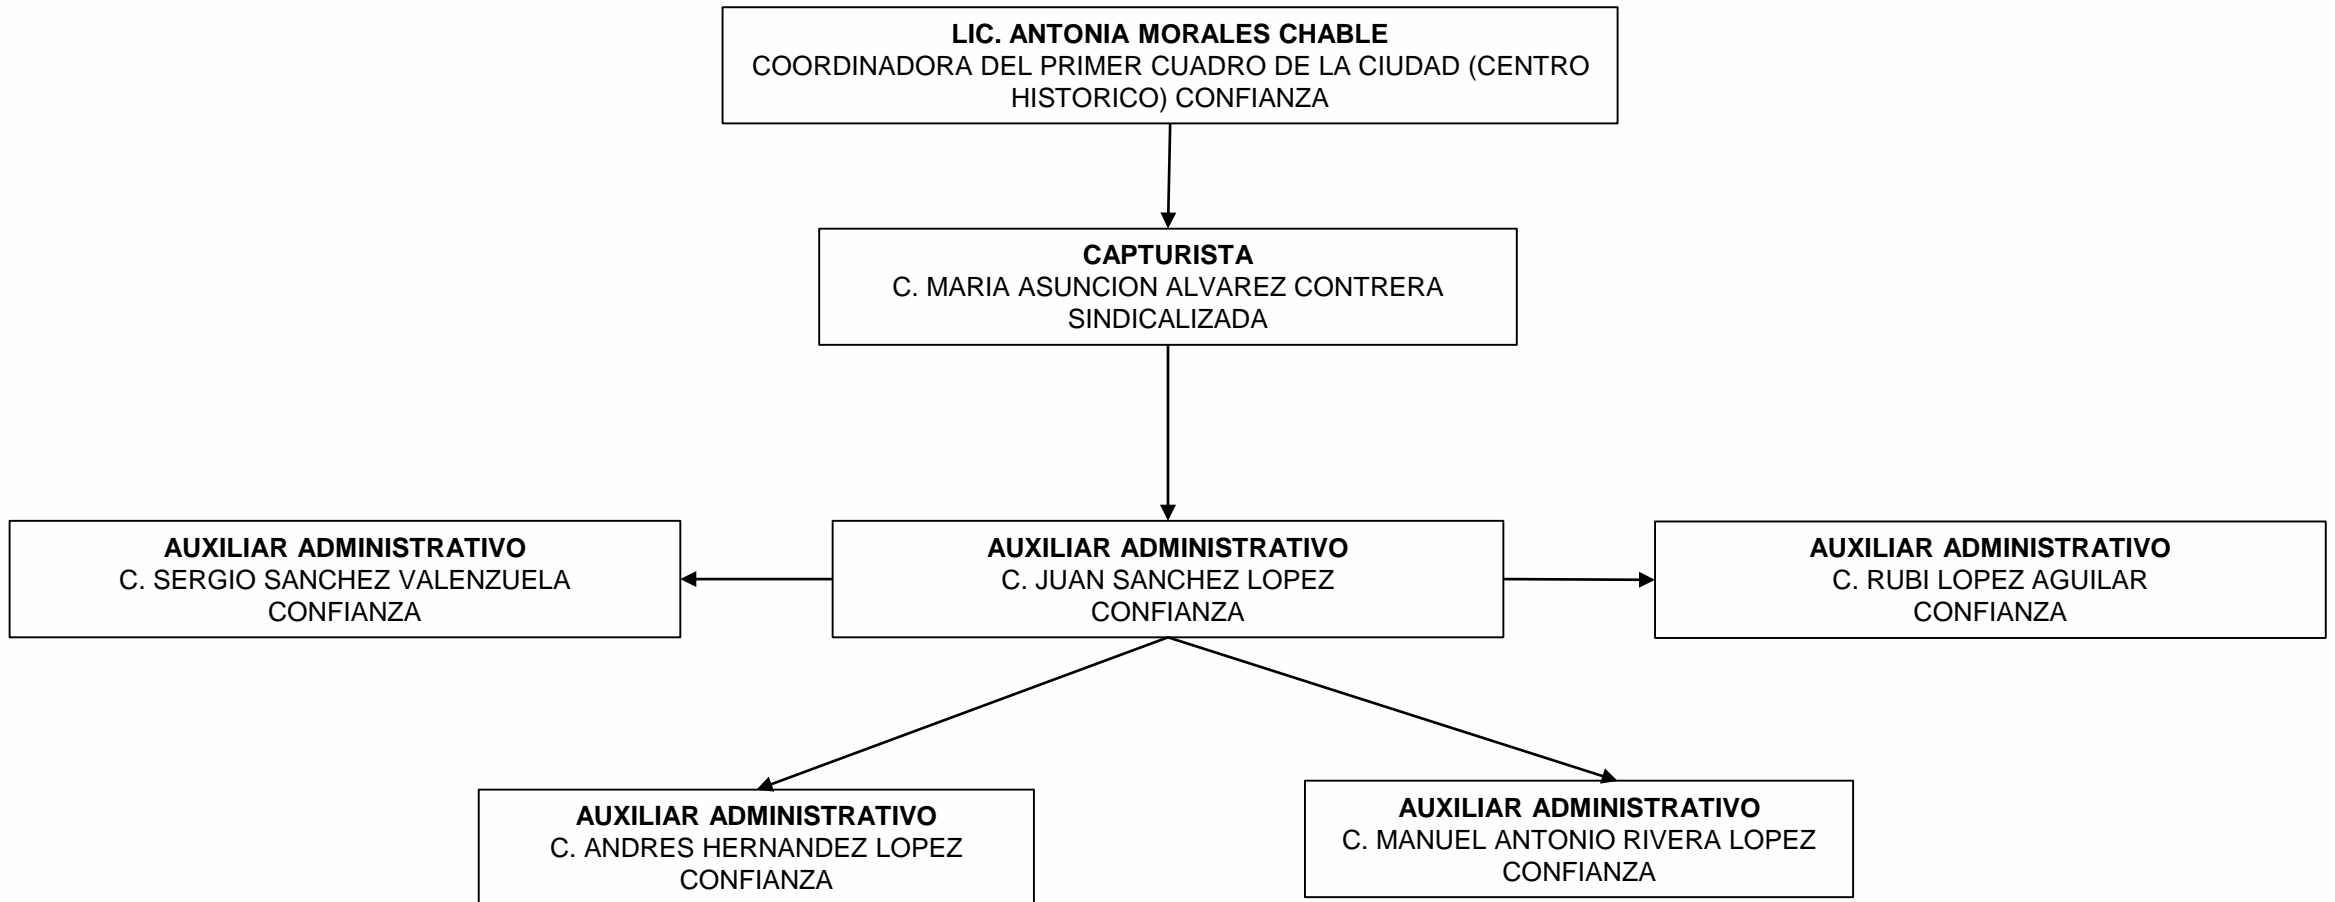 LIC. ANTONIA MORALES CHABLE
COORDINADORA DEL PRIMER CUADRO DE LA CIUDAD (CENTRO
HISTORICO) CONFIANZA
CAPTURISTA
C. MARIA ASUNCION ALVAREZ CONTRERA
SINDICALIZADA
AUXILIAR ADMINISTRATIVO
C. SERGIO SANCHEZ VALENZUELA
CONFIANZA
AUXILIAR ADMINISTRATIVO
C. JUAN SANCHEZ LOPEZ
CONFIANZA
AUXILIAR ADMINISTRATIVO
C. RUBI LOPEZ AGUILAR
CONFIANZA
AUXILIAR ADMINISTRATIVO
C. ANDRES HERNANDEZ LOPEZ
CONFIANZA
AUXILIAR ADMINISTRATIVO
C. MANUEL ANTONIO RIVERA LOPEZ
CONFIANZA